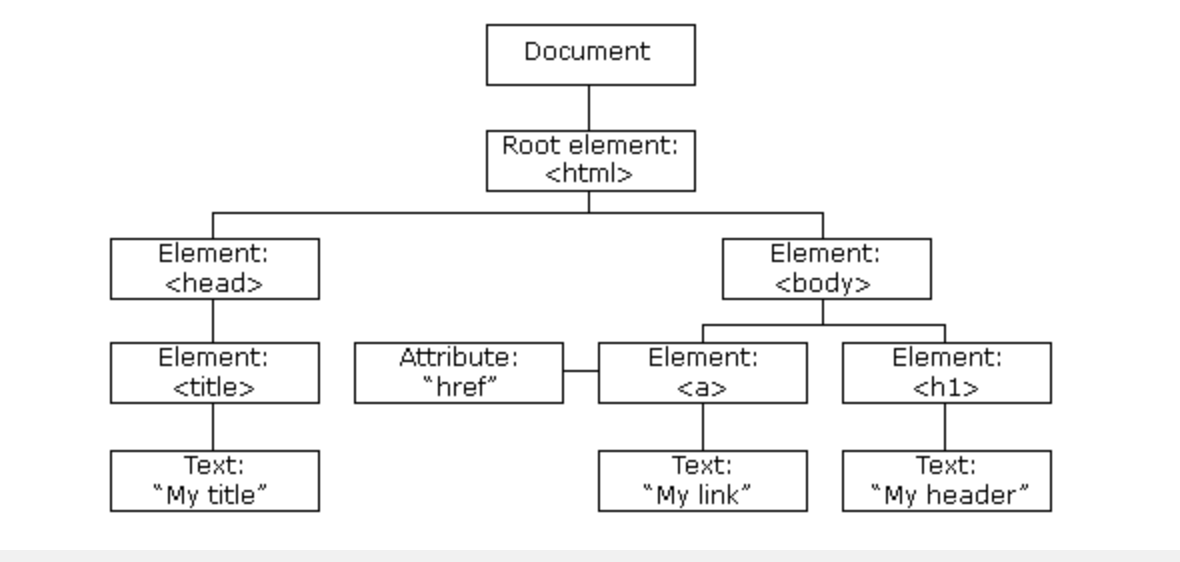 Document
Root element:
<html>
Element:
<head>
Element:
<body>
Element:
<title>
Attribute:
“href”
Element:
<a>
Element:
<h1>
Text:
“My title”
Text:
“My link”
Text:
“My header”